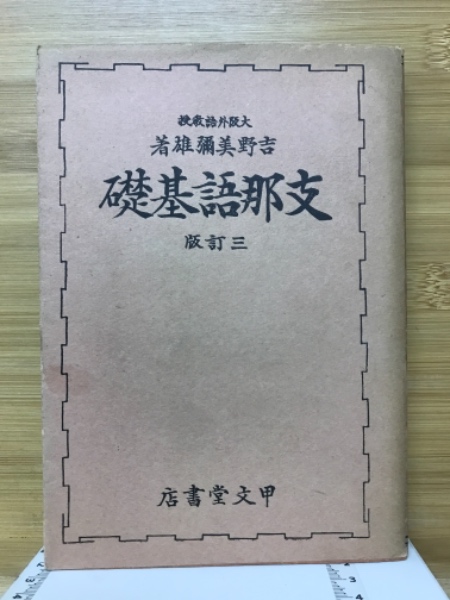 大阪外語教授
吉野美彌雄著
支那語基礎
三訂版
甲文堂書店